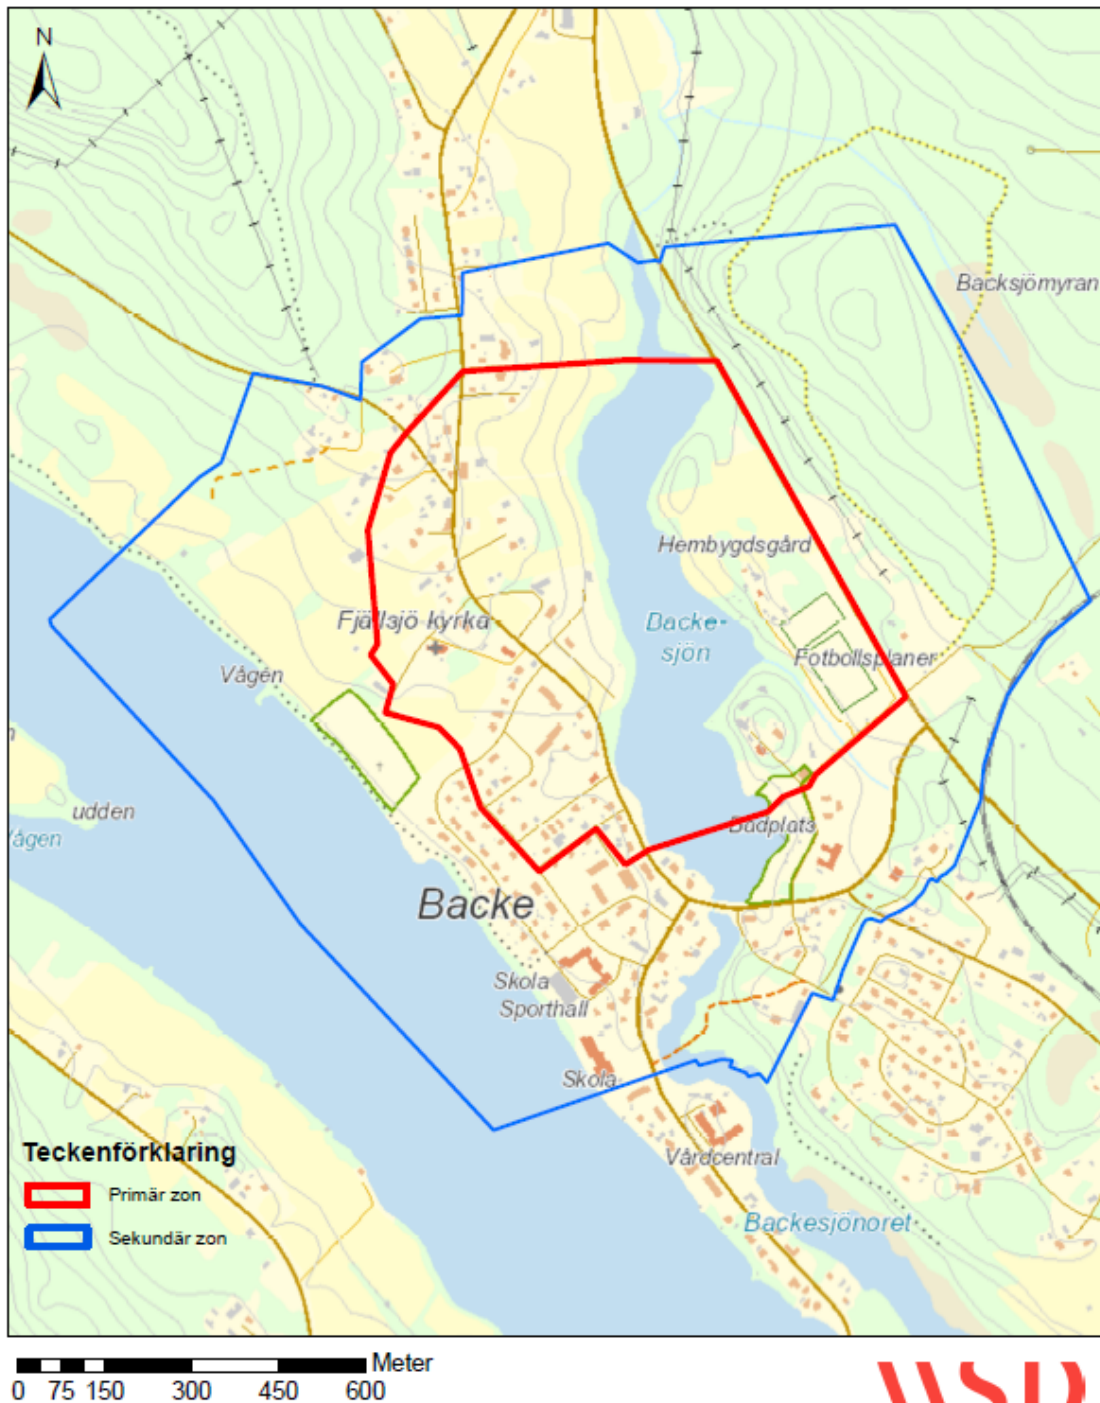 N
Backsjömyran
Hembygdsgård
Dacke-
sjön
Fjällsjö kyrka
Fotbollsplaner
Vågen
udden
Vågen
Badplats
Backe
Skola
Sporthall
Skola
Vårdcentral
Backesjönoret
Teckenförklaring
Primär zon
Sekundär zon
Meter
0 75 150 300 450 600